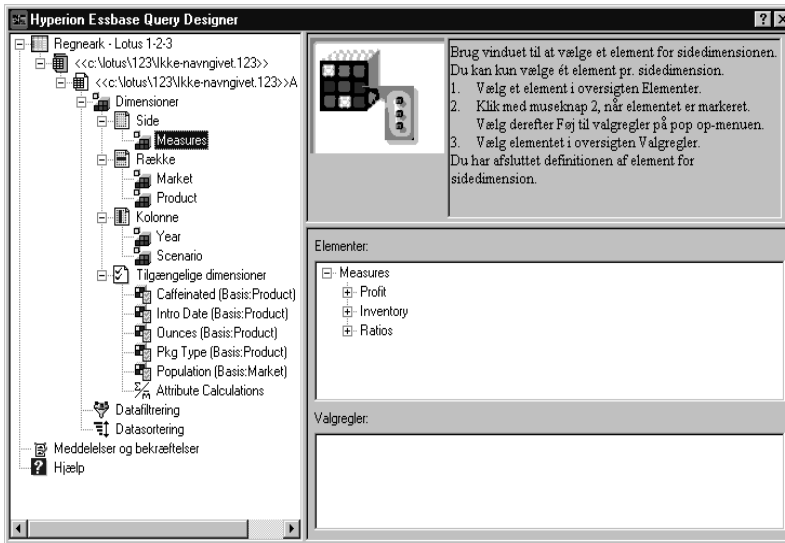 Hyperion Essbase Query Designer
Regneark - Lotus 1-2-3
<<c:\lotus\123\Ikke-navngivet.123>>
<<c:\lotus\123\Ikke-navngivet.123>>A
Dimensioner
Side
Measures
Række
Market
Product
Kolonne
Year
Scenario
Tilgængelige dimensioner
Caffeinated (Basis:Product)
Intro Date (Basis:Product)
Ounces (Basis:Product)
Pkg Type (Basis:Product)
Population (Basis:Market)
Attribute Calculations
Datafiltrering
Datasortering
Meddelelser og bekræftelser
Hjælp
Brug vinduet til at vælge et element for sidedimensionen.
Du kan kun vælge ét element pr. sidedimension.
1. Vælg et element i oversigten Elementer.
2. Klik med museknap 2, når elementet er markeret.
Vælg derefter Føj til valgregler på pop op-menuen.
3. Vælg elementet i oversigten Valgregler.
Du har afsluttet definitionen af element for
sidedimension.
Elementer:
Measures
Profit
Inventory
Ratios
Valgregler: